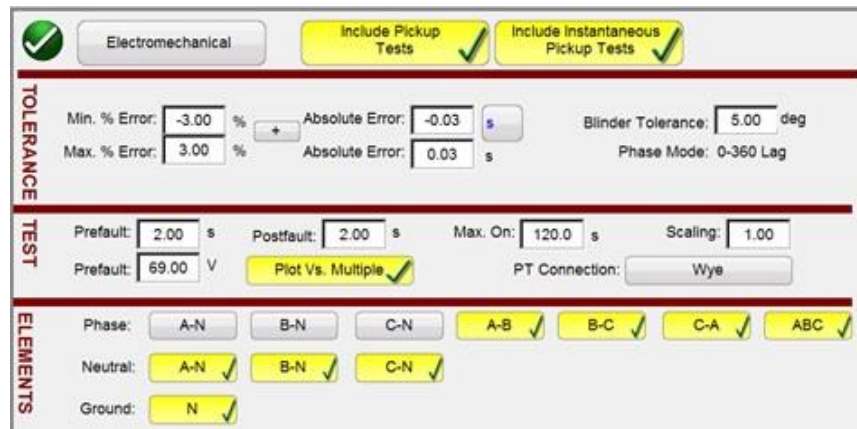 Electromechanical
Include Pickup
Tests
Include Instantaneous
Pickup Tests
TOLERANCE
Min. % Error: -3.00 % + Absolute Error: -0.03 s Blinder Tolerance: 5.00 deg
Max. % Error: 3.00 % Absolute Error: 0.03 s Phase Mode: 0-360 Lag
TEST
Prefault: 2.00 s Postfault: 2.00 s Max. On: 120.0 s Scaling: 1.00
Prefault: 69.00 V Plot Vs. Multiple PT Connection: Wye
ELEMENTS
Phase: A-N B-N C-N A-B B-C C-A ABC
Neutral: A-N B-N C-N
Ground: N